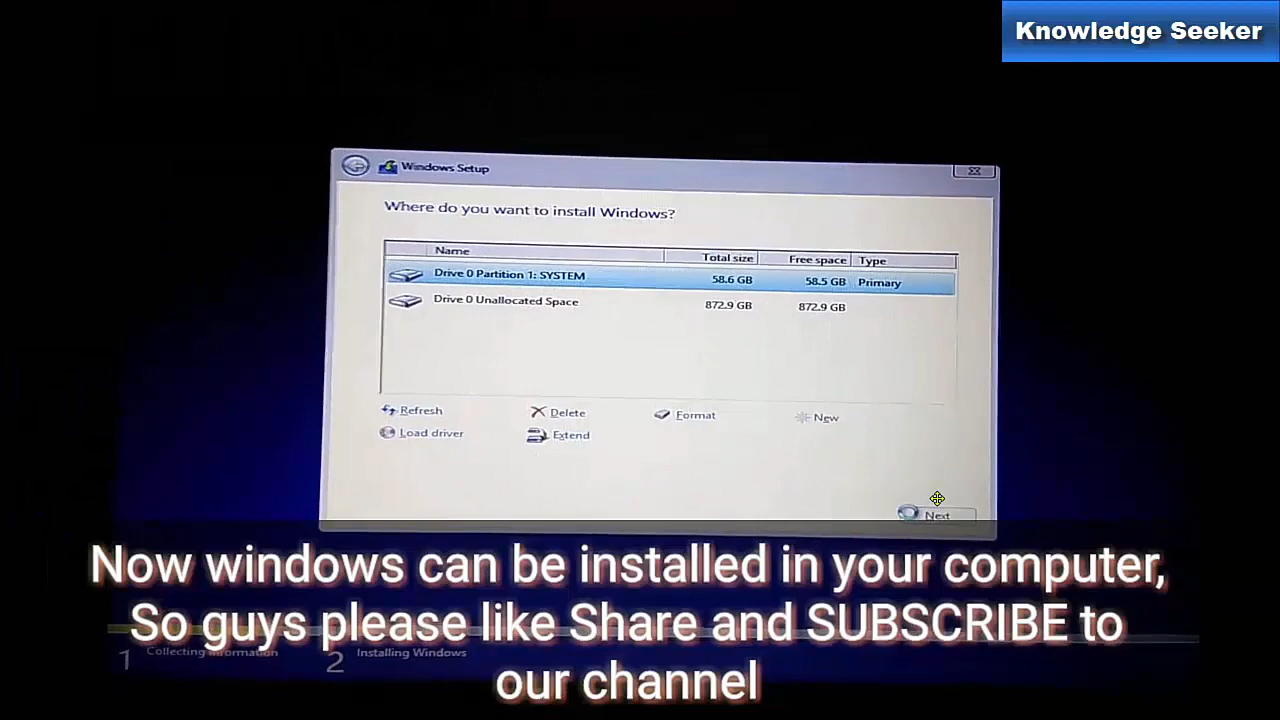 Knowledge Seeker
Windows Setup
Where do you want to install Windows?
Name Total size Free space Type
Drive 0 Partition 1: SYSTEM 58.6 GB 58.5 GB Primary
Drive 0 Unallocated Space 872.9 GB 872.9 GB
Refresh Delete Format New
Load driver Extend
Next
Now windows can be installed in your computer,
So guys please like Share and SUBSCRIBE to
our channel
1 Collecting information 2 Installing Windows